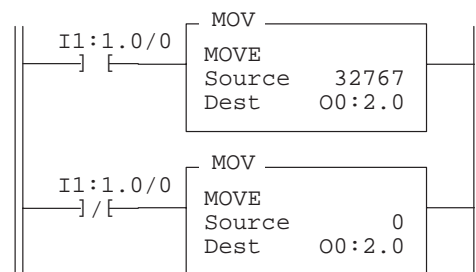 MOV
I1:1.0/0
MOVE
Source 32767
Dest O0:2.0
MOV
I1:1.0/0
MOVE
Source 0
Dest O0:2.0